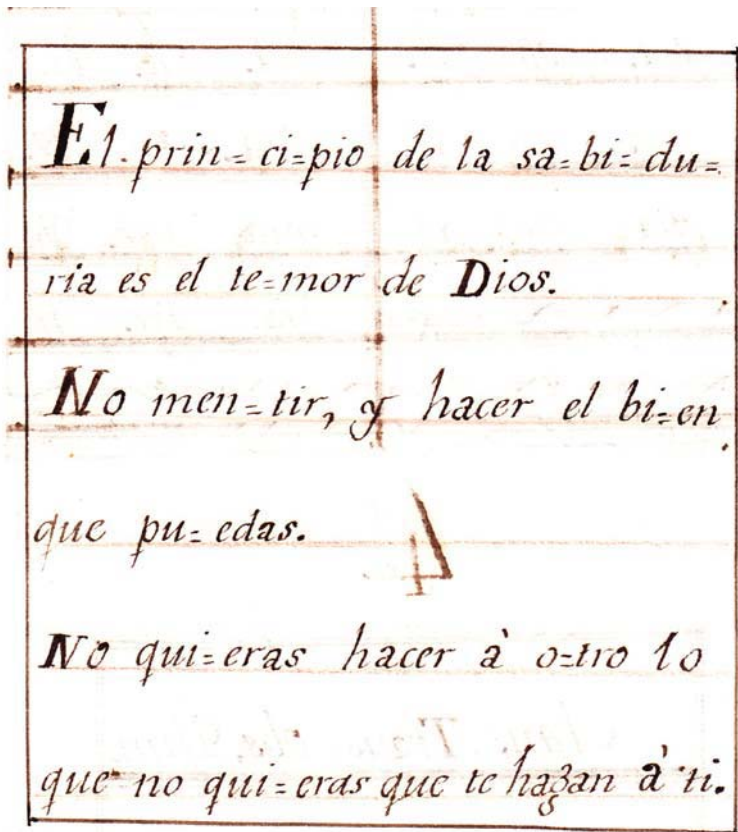 El prin= ci=pio de la sa=bi=du=
ria es el te=mor de Dios.
No men=tir, y hacer el bi=en
que pu=edas.
No qui=eras hacer à o=tro lo
que no qui=eras que te hagan à ti.